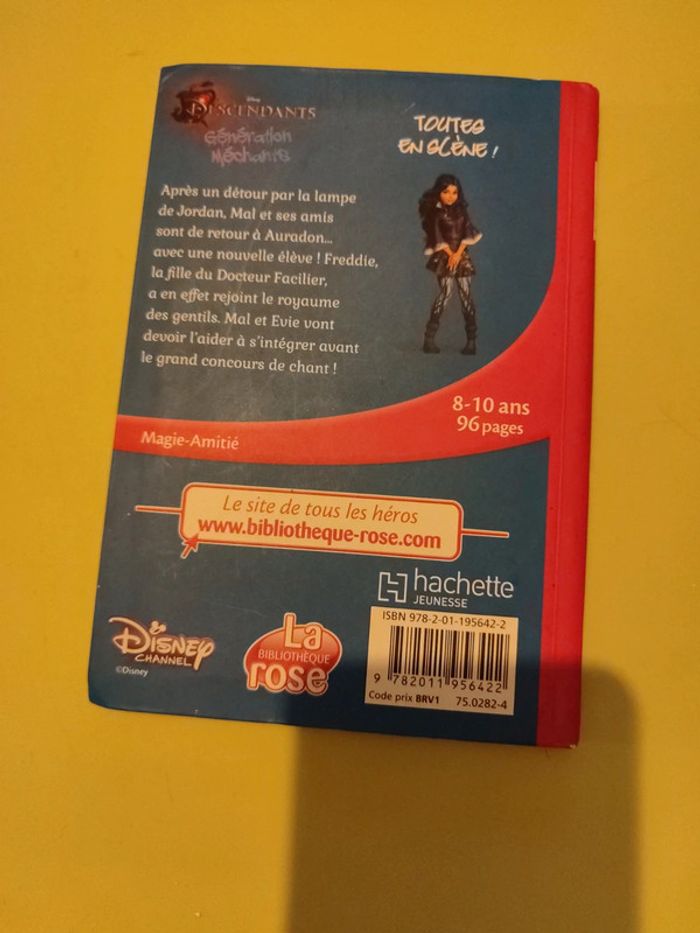 Disney
DESCENDANTS
Génération
Méchants
TOUTES
EN SCÈNE !
Après un détour par la lampe
de Jordan, Mal et ses amis
sont de retour à Auradon...
avec une nouvelle élève ! Freddie,
la fille du Docteur Facilier,
a en effet rejoint le royaume
des gentils. Mal et Evie vont
devoir l'aider à s'intégrer avant
le grand concours de chant !
8-10 ans
96 pages
Magie-Amitié
Le site de tous les héros
www.bibliotheque-rose.com
hachette
JEUNESSE
ISBN 978-2-01-195642-2
9 782011 956422
Code prix BRV1 75.0282-4
DISNEY
CHANNEL
©Disney
La
BIBLIOTHÈQUE
rose